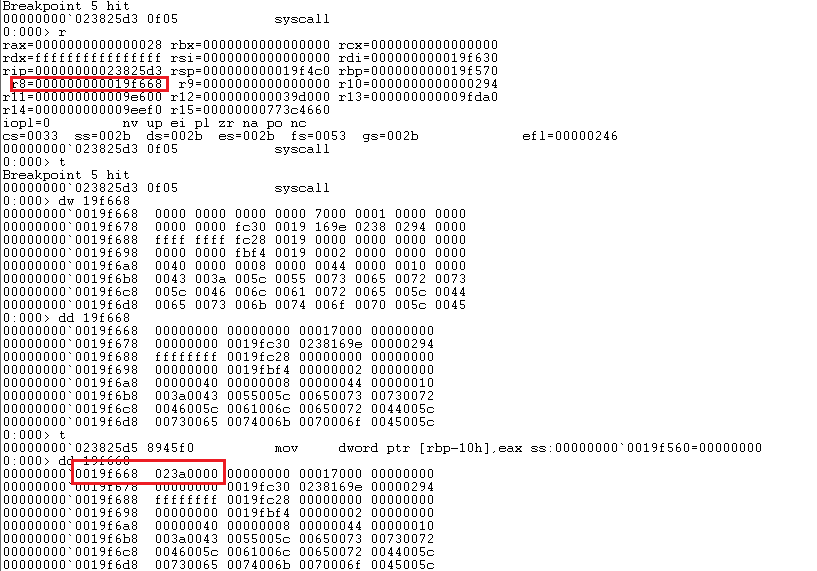 Breakpoint 5 hit
00000000`023825d3 0f05            syscall
0:000> r
rax=0000000000000028 rbx=0000000000000000 rcx=0000000000000000
rdx=ffffffffffffffff rsi=0000000000000000 rdi=000000000019f630
rip=00000000023825d3 rsp=000000000019f4c0 rbp=000000000019f570
 r8=000000000019f668  r9=0000000000000000 r10=0000000000000294
r11=000000000009e600 r12=000000000039d000 r13=000000000009fda0
r14=000000000009eef0 r15=00000000773c4660
iopl=0         nv up ei pl zr na po nc
cs=0033  ss=002b  ds=002b  es=002b  fs=0053  gs=002b             efl=00000246
00000000`023825d3 0f05            syscall
0:000> t
Breakpoint 5 hit
00000000`023825d3 0f05            syscall
0:000> dw 19f668
00000000`0019f668  0000 0000 0000 0000 7000 0001 0000 0000
00000000`0019f678  0000 0000 fc30 0019 169e 0238 0294 0000
00000000`0019f688  ffff ffff fc28 0019 0000 0000 0000 0000
00000000`0019f698  0000 0000 fbf4 0019 0002 0000 0000 0000
00000000`0019f6a8  0040 0000 0008 0000 0044 0000 0010 0000
00000000`0019f6b8  0043 003a 005c 0055 0073 0065 0072 0073
00000000`0019f6c8  005c 0046 006c 0061 0072 0065 005c 0044
00000000`0019f6d8  0065 0073 006b 0074 006f 0070 005c 0045
0:000> dd 19f668
00000000`0019f668  00000000 00000000 00017000 00000000
00000000`0019f678  00000000 0019fc30 0238169e 00000294
00000000`0019f688  ffffffff 0019fc28 00000000 00000000
00000000`0019f698  00000000 0019fbf4 00000002 00000000
00000000`0019f6a8  00000040 00000008 00000044 00000010
00000000`0019f6b8  003a0043 0055005c 00650073 00730072
00000000`0019f6c8  0046005c 0061006c 00650072 0044005c
00000000`0019f6d8  00730065 0074006b 0070006f 0045005c
0:000> t
00000000`023825d5 8945f0          mov     dword ptr [rbp-10h],eax ss:00000000`0019f560=00000000
0:000> dd 19f668
00000000`0019f668  023a0000 00000000 00017000 00000000
00000000`0019f678  00000000 0019fc30 0238169e 00000294
00000000`0019f688  ffffffff 0019fc28 00000000 00000000
00000000`0019f698  00000000 0019fbf4 00000002 00000000
00000000`0019f6a8  00000040 00000008 00000044 00000010
00000000`0019f6b8  003a0043 0055005c 00650073 00730072
00000000`0019f6c8  0046005c 0061006c 00650072 0044005c
00000000`0019f6d8  00730065 0074006b 0070006f 0045005c